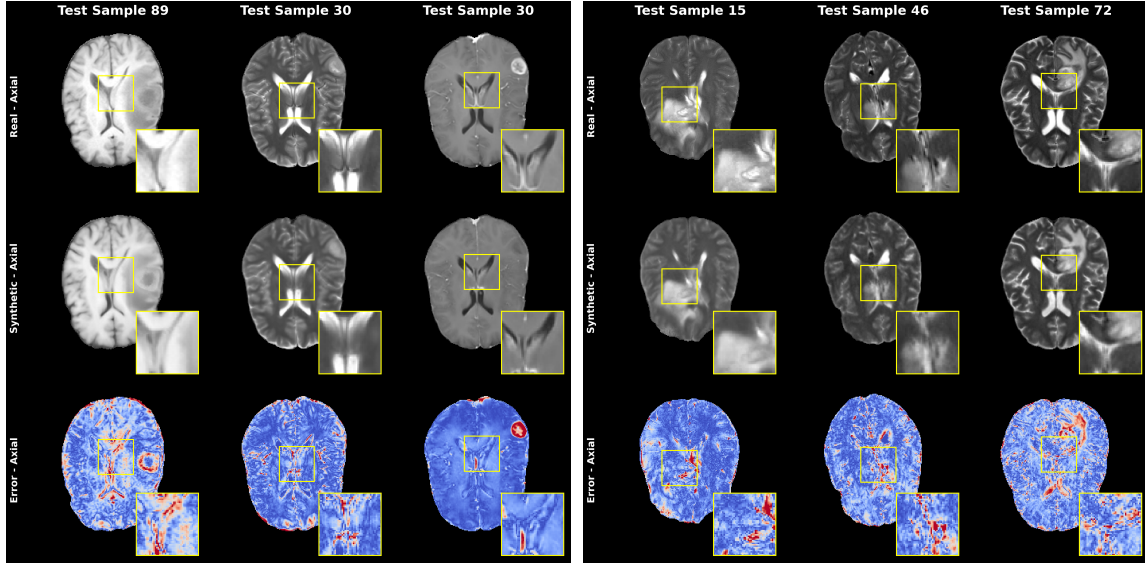 Test Sample 89
Test Sample 30
Test Sample 30
Real - Axial
Synthetic - Axial
Error - Axial
Test Sample 15
Test Sample 46
Test Sample 72
Real - Axial
Synthetic - Axial
Error - Axial